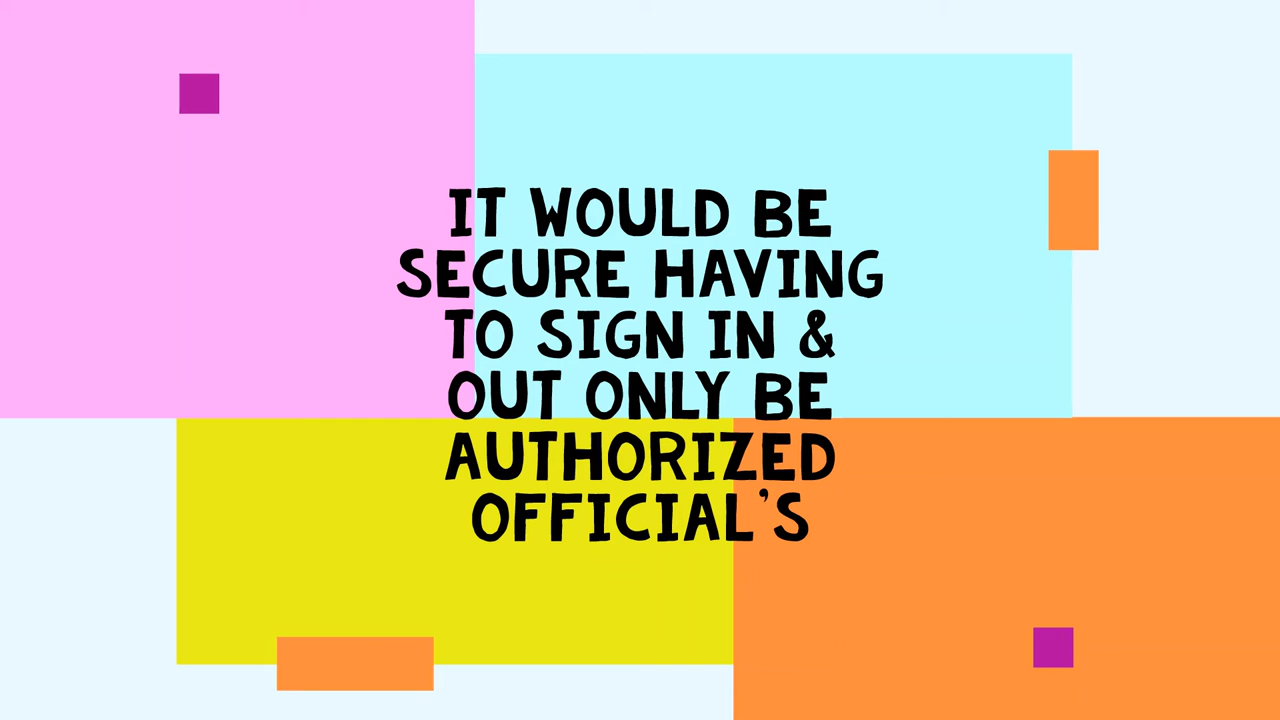 IT WOULD BE
SECURE HAVING
TO SIGN IN &
OUT ONLY BE
AUTHORIZED
OFFICIAL'S